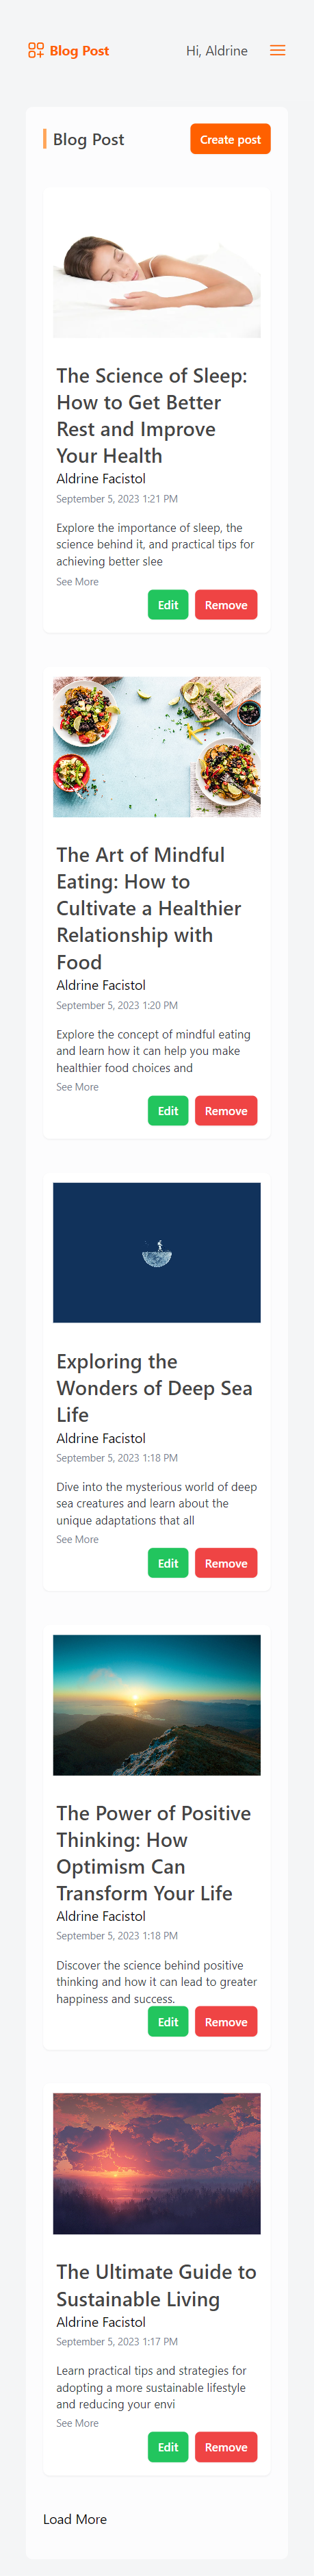 Blog Post
Hi, Aldrine
Blog Post
Create post
The Science of Sleep:
How to Get Better
Rest and Improve
Your Health
Aldrine Facistol
September 5, 2023 1:21 PM
Explore the importance of sleep, the
science behind it, and practical tips for
achieving better slee
See More
Edit
Remove
The Art of Mindful
Eating: How to
Cultivate a Healthier
Relationship with
Food
Aldrine Facistol
September 5, 2023 1:20 PM
Explore the concept of mindful eating
and learn how it can help you make
healthier food choices and
See More
Edit
Remove
Exploring the
Wonders of Deep Sea
Life
Aldrine Facistol
September 5, 2023 1:18 PM
Dive into the mysterious world of deep
sea creatures and learn about the
unique adaptations that all
See More
Edit
Remove
The Power of Positive
Thinking: How
Optimism Can
Transform Your Life
Aldrine Facistol
September 5, 2023 1:18 PM
Discover the science behind positive
thinking and how it can lead to greater
happiness and success.
Edit
Remove
The Ultimate Guide to
Sustainable Living
Aldrine Facistol
September 5, 2023 1:17 PM
Learn practical tips and strategies for
adopting a more sustainable lifestyle
and reducing your envi
See More
Edit
Remove
Load More